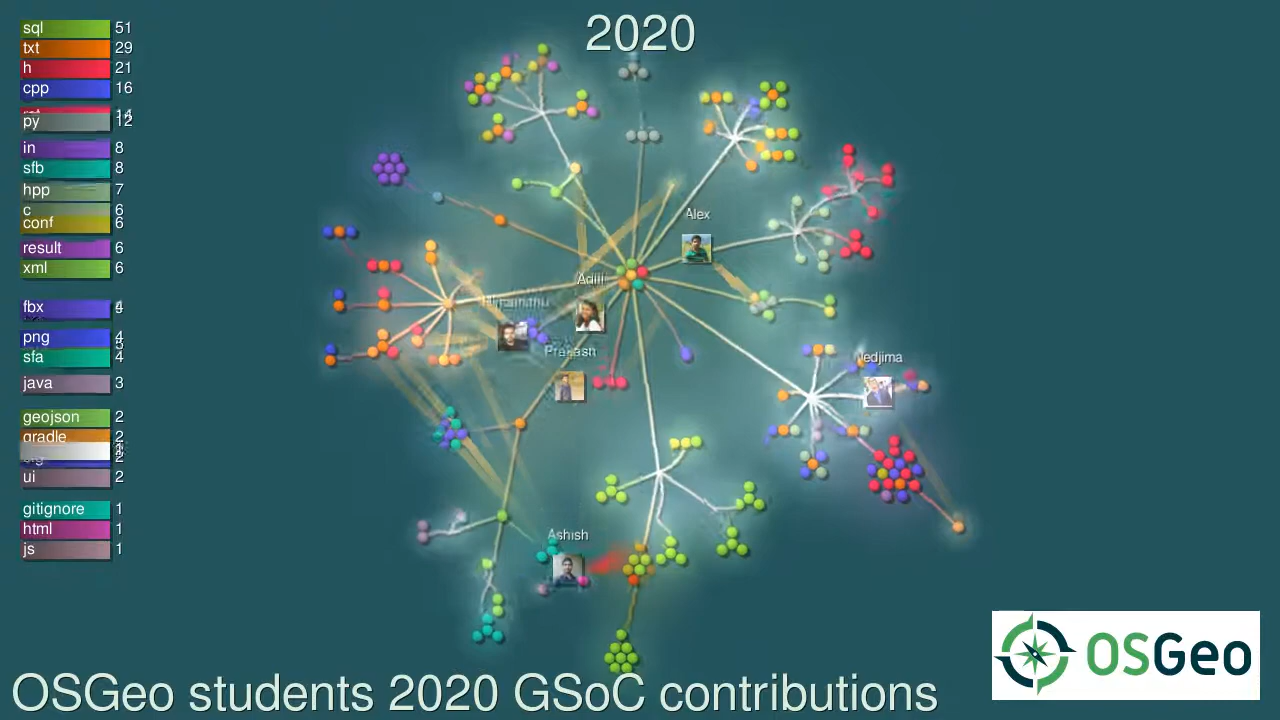 2020
sql 51
txt 29
h 21
cpp 16
py 12
in 8
sfb 8
hpp 7
c 6
conf 6
result 6
xml 6
fbx
png 4
sfa 4
java 3
geojson 2
gradle 2
2
ui 2
gitignore 1
html 1
js 1
Alex
Prakash
Nedjima
Ashish
OSGeo
OSGeo students 2020 GSoC contributions